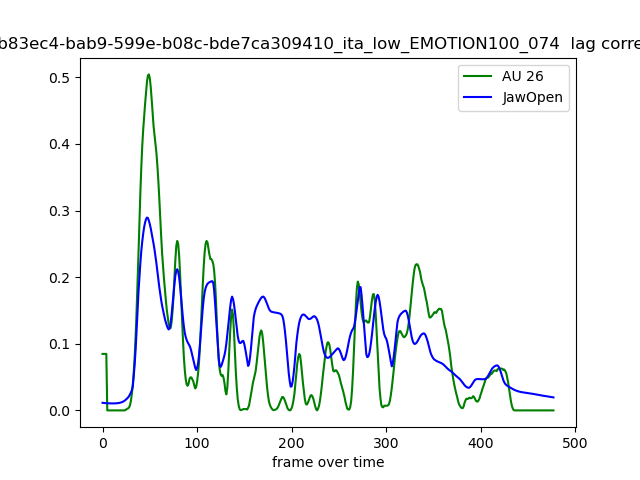 b83ec4-bab9-599e-b08c-bde7ca309410_ita_low_EMOTION100_074 lag corre
AU 26
JawOpen
0.5
0.4
0.3
0.2
0.1
0.0
0 100 200 300 400 500
frame over time